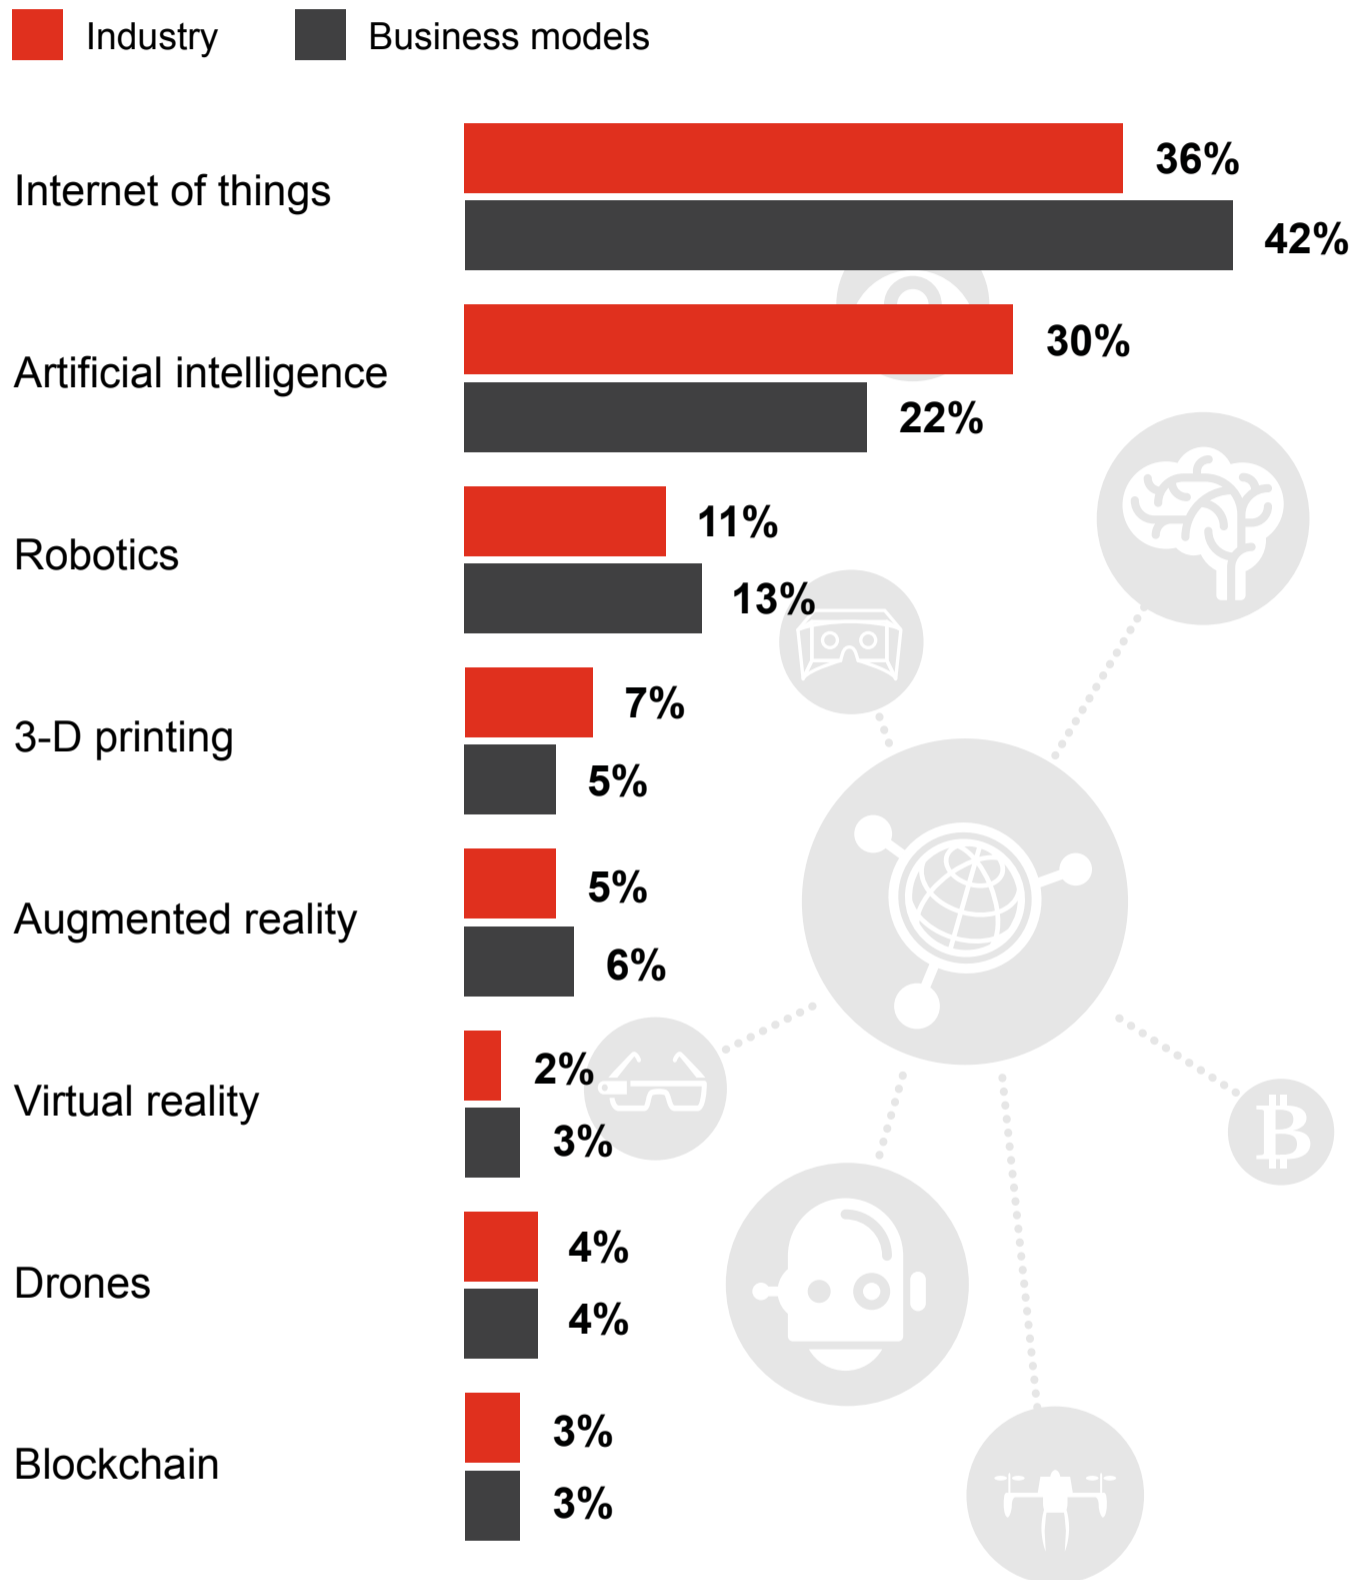 Industry Business models
36%
Internet of things
42%
30%
Artificial intelligence
22%
11%
Robotics
13%
7%
3-D printing
5%
5%
Augmented reality
6%
2%
Virtual reality
3%
4%
Drones
4%
3%
Blockchain
3%